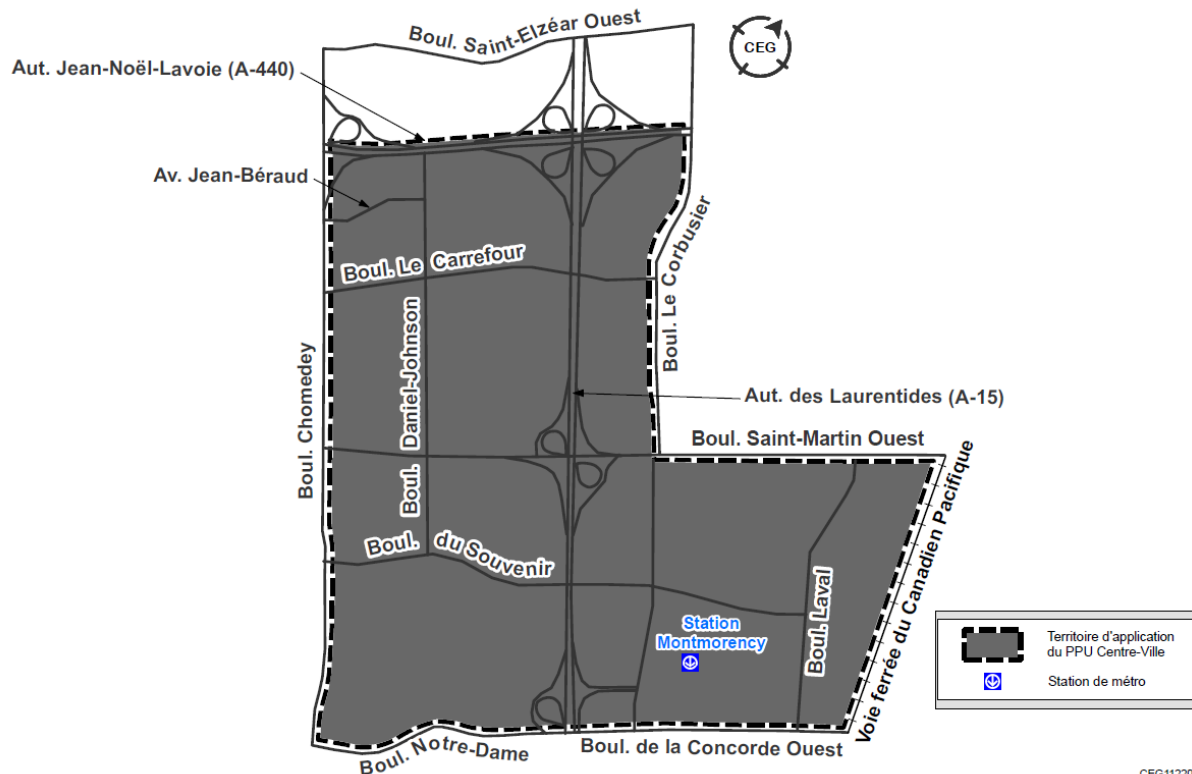 Boul. Saint-Elzéar Ouest
CEG
Aut. Jean-Noël-Lavoie (A-440)
Av. Jean-Béraud
Boul. Le Carrefour
Boul. Le Corbusier
Boul. Chomedey
Boul. Daniel-Johnson
Aut. des Laurentides (A-15)
Boul. Saint-Martin Ouest
Boul. du Souvenir
Station
Montmorency
Boul. Laval
Voie ferrée du Canadien Pacifique
Territoire d'application
du PPU Centre-Ville
Station de métro
Boul. Notre-Dame
Boul. de la Concorde Ouest